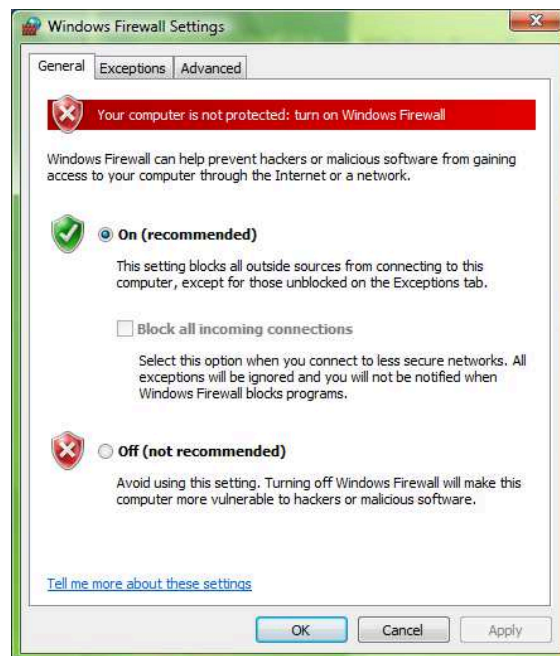 Windows Firewall Settings
General Exceptions Advanced
Your computer is not protected: turn on Windows Firewall
Windows Firewall can help prevent hackers or malicious software from gaining
access to your computer through the Internet or a network.
On (recommended)
This setting blocks all outside sources from connecting to this
computer, except for those unblocked on the Exceptions tab.
Block all incoming connections
Select this option when you connect to less secure networks. All
exceptions will be ignored and you will not be notified when
Windows Firewall blocks programs.
Off (not recommended)
Avoid using this setting. Turning off Windows Firewall will make this
computer more vulnerable to hackers or malicious software.
Tell me more about these settings
OK Cancel Apply